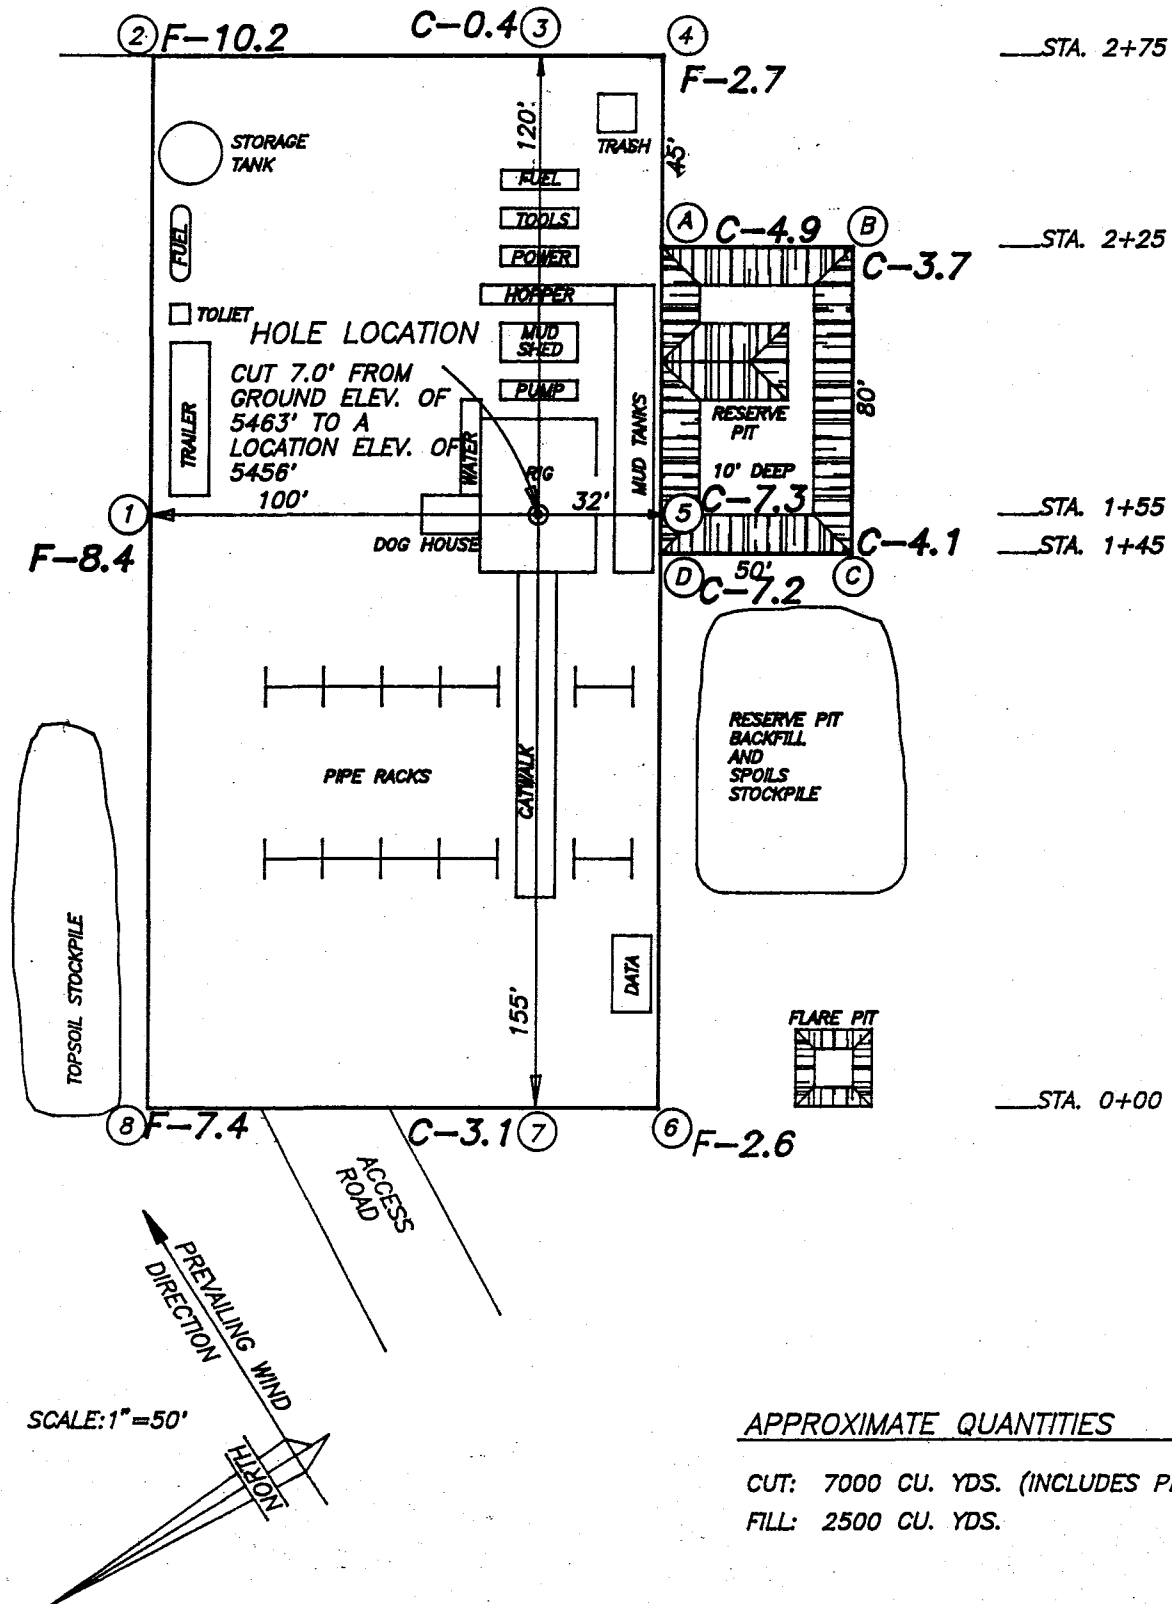 2 F-10.2 C-0.4 3 4
STA. 2+75
F-2.7
STORAGE
TANK
120'
TRASH
45'
FUEL
TOOLS
POWER
HOPPER
MUD
SHED
PUMP
FUEL
TOLIET
TRAILER
HOLE LOCATION
CUT 7.0' FROM
GROUND ELEV. OF
5463' TO A
LOCATION ELEV. OF
5456'
WATER
RIG
MUD TANKS
A C-4.9 B
STA. 2+25
C-3.7
80'
RESERVE
PIT
10' DEEP
C-7.3
1 100' 32' 5
STA. 1+55
F-8.4
DOG HOUSE
C-4.1
STA. 1+45
D 50' C
C-7.2
PIPE RACKS
CATWALK
RESERVE PIT
BACKFILL
AND
SPOILS
STOCKPILE
TOPSOIL STOCKPILE
155'
DATA
FLARE PIT
STA. 0+00
8 F-7.4 C-3.1 7 6 F-2.6
ACCESS
ROAD
PREVAILING WIND
DIRECTION
SCALE: 1"=50'
NORTH
APPROXIMATE QUANTITIES
CUT: 7000 CU. YDS. (INCLUDES
FILL: 2500 CU. YDS.